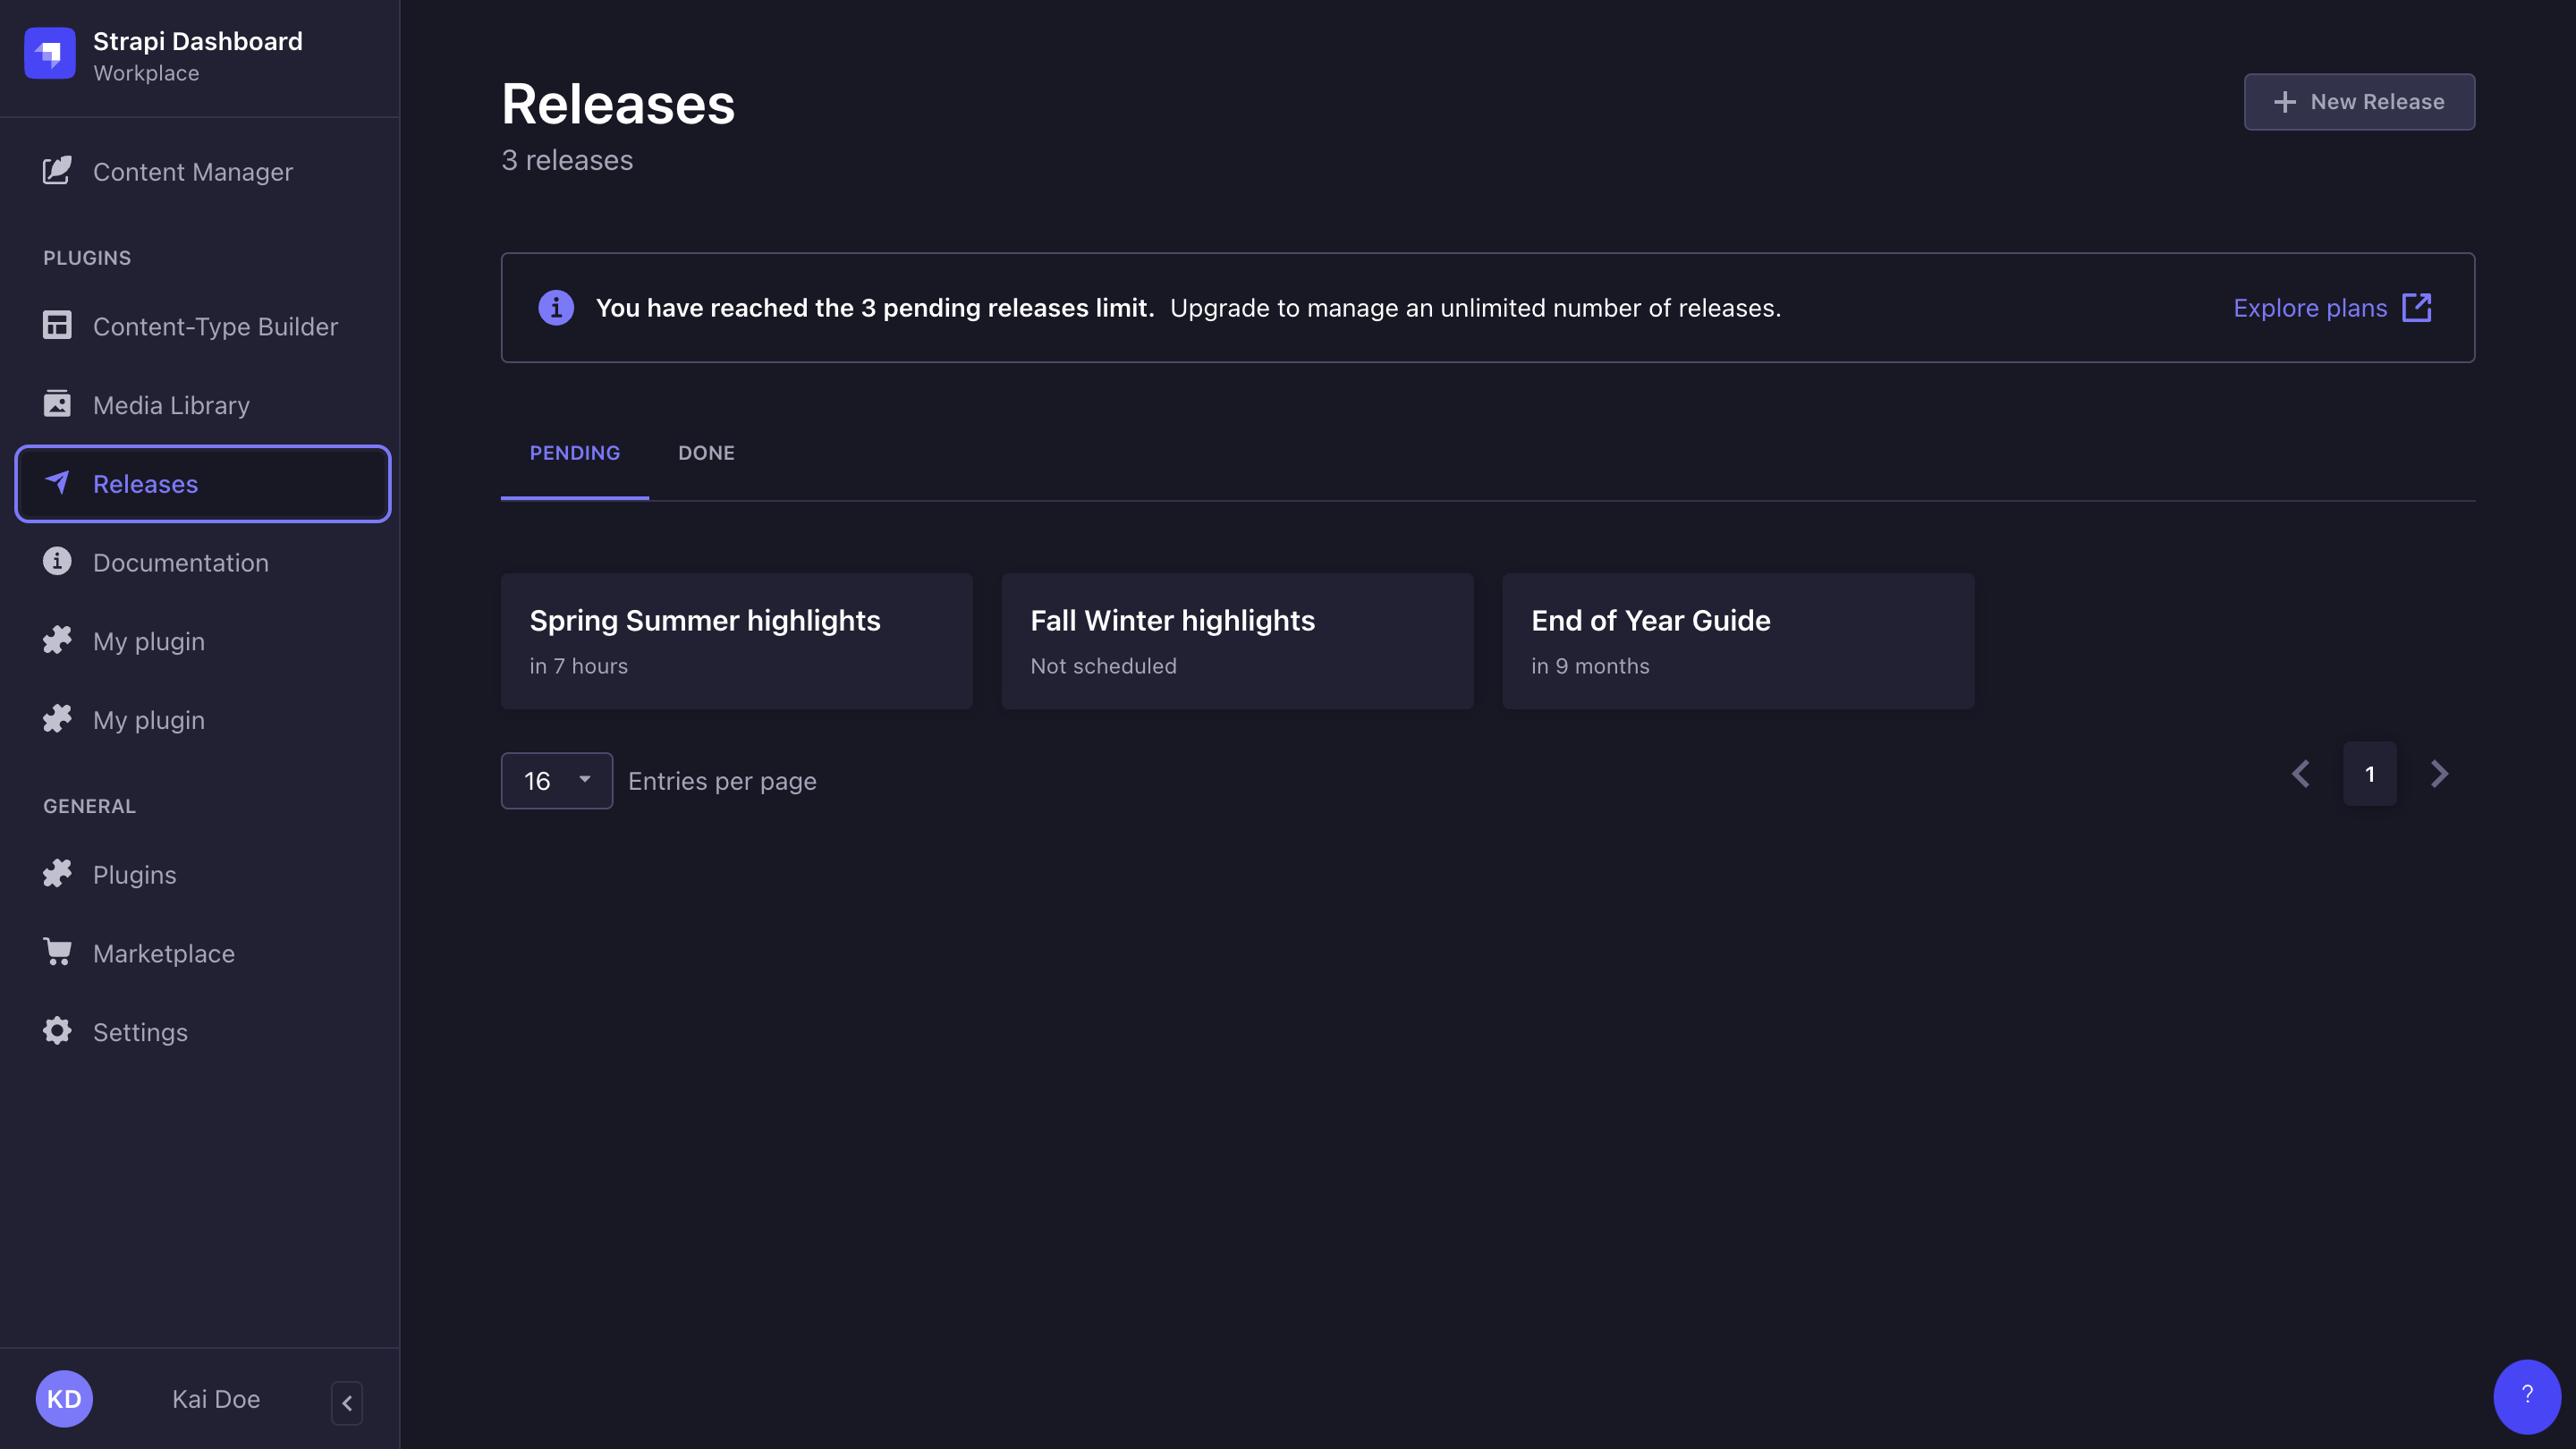 Strapi Dashboard
Workplace
Content Manager
PLUGINS
Content-Type Builder
Media Library
Releases
Documentation
My plugin
My plugin
GENERAL
Plugins
Marketplace
Settings
KD
Kai Doe
Releases
3 releases
New Release
You have reached the 3 pending releases limit. Upgrade to manage an unlimited number of releases.
Explore plans
PENDING
DONE
Spring Summer highlights
in 7 hours
Fall Winter highlights
Not scheduled
End of Year Guide
in 9 months
16
Entries per page
1
?